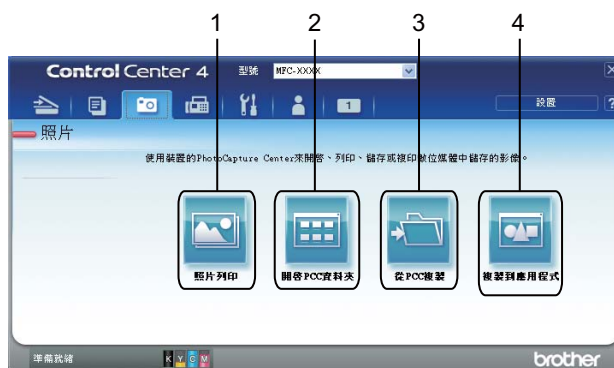 1 2 3 4
Control Center 4 型號 MFC-XXXX
1 設置 ?
照片
使用裝置的PhotoCapture Center來開啓、列印、儲存或複印數位媒體中儲存的影像。
照片列印 開啓PCC資料夾 從PCC複製 複製到應用程式
準備就緒 K Y C M brother